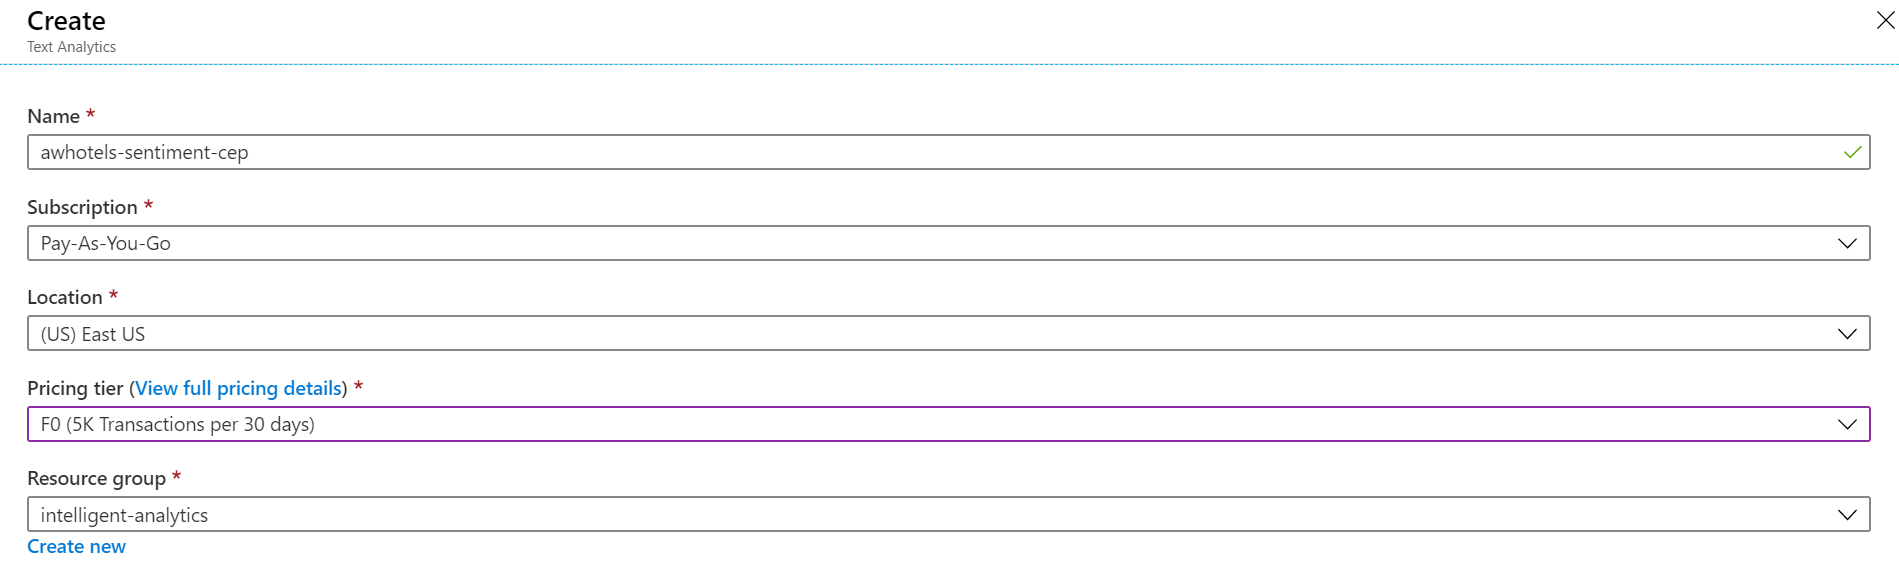 Create
Text Analytics
Name *
awhotels-sentiment-cep
Subscription *
Pay-As-You-Go
Location *
(US) East US
Pricing tier (View full pricing details) *
F0 (5K Transactions per 30 days)
Resource group *
intelligent-analytics
Create new